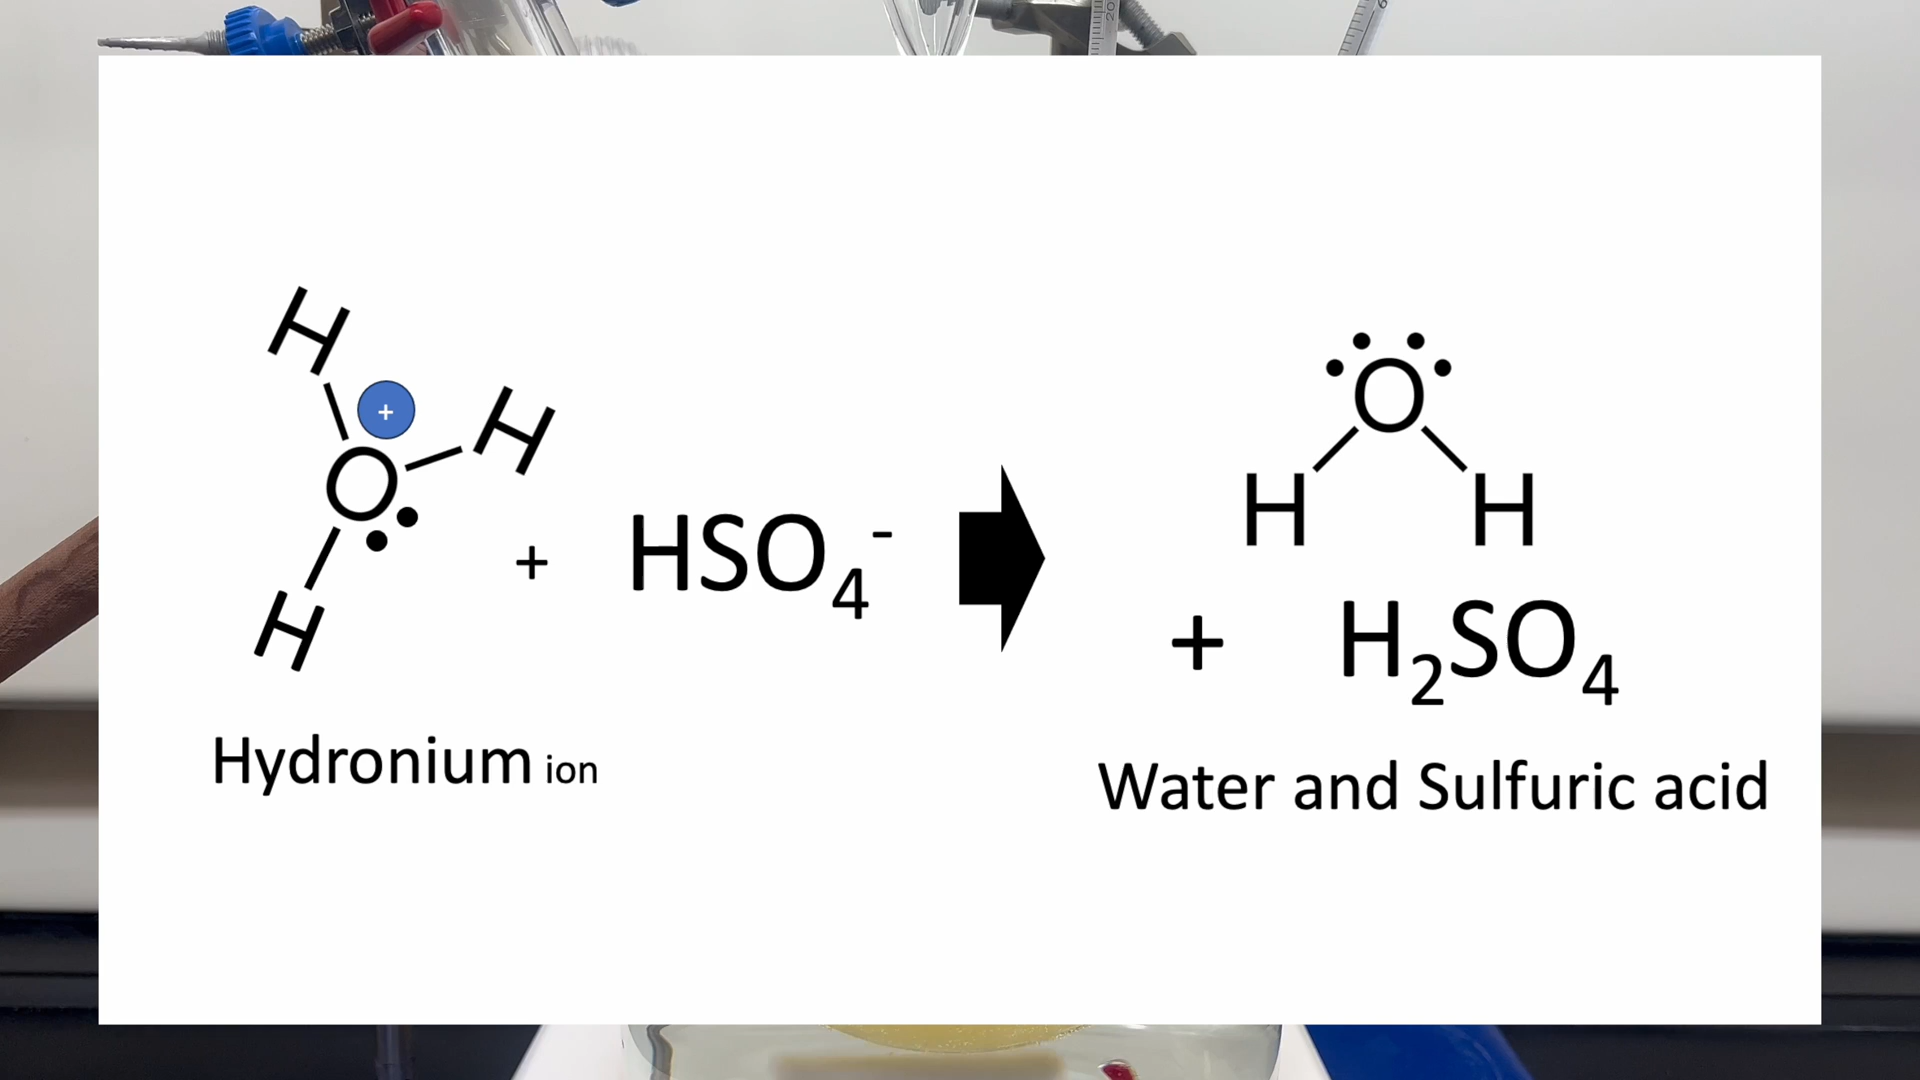 H
+
H
O
H
+ HSO₄⁻
O
H H
+ H₂SO₄
Hydronium ion
Water and Sulfuric acid